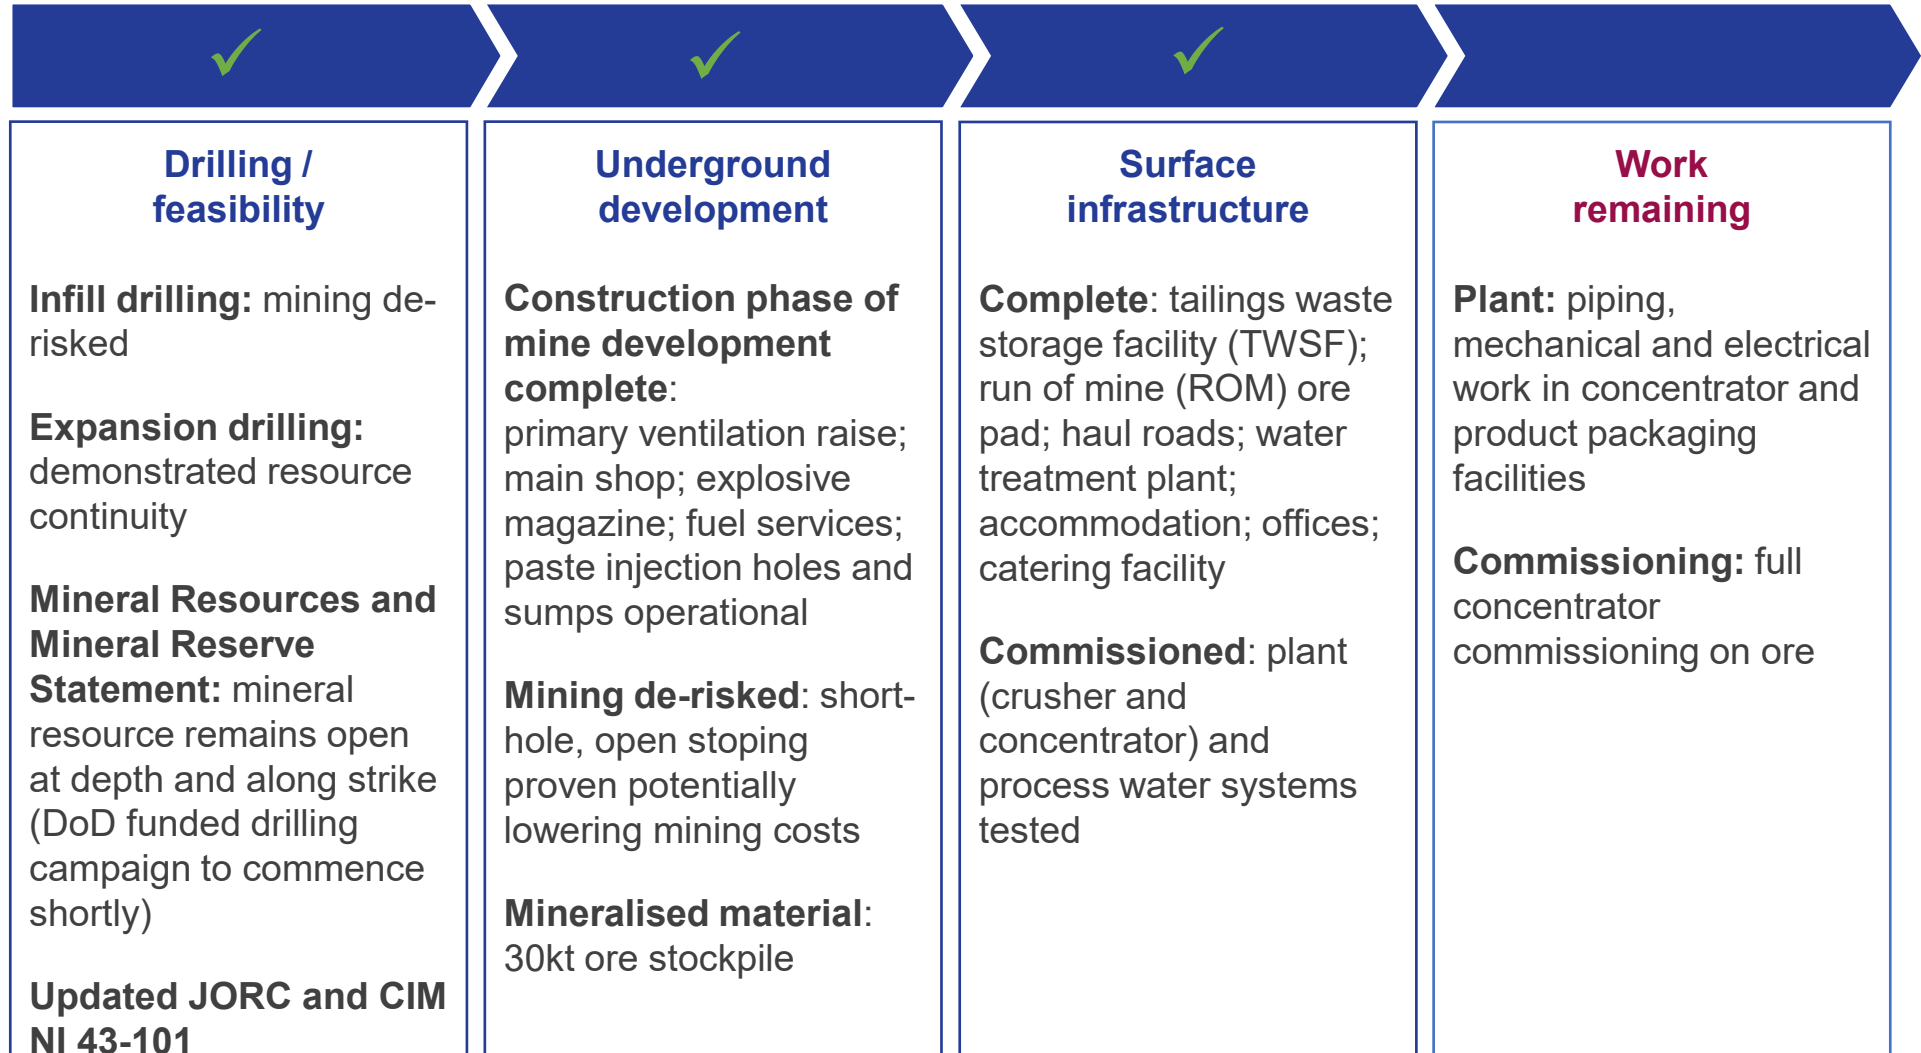 Drilling /
feasibility
Infill drilling: mining de-
risked
Expansion drilling:
demonstrated resource
continuity
Mineral Resources and
Mineral Reserve
Statement: mineral
resource remains open
at depth and along strike
(DoD funded drilling
campaign to commence
shortly)
Updated JORC and CIM
NI 43-101
Underground
development
Construction phase of
mine development
complete:
primary ventilation raise;
main shop; explosive
magazine; fuel services;
paste injection holes and
sumps operational
Mining de-risked: short-
hole, open stoping
proven potentially
lowering mining costs
Mineralised material:
30kt ore stockpile
Surface
infrastructure
Complete: tailings waste
storage facility (TWSF);
run of mine (ROM) ore
pad; haul roads; water
treatment plant;
accommodation; offices;
catering facility
Commissioned: plant
(crusher and
concentrator) and
process water systems
tested
Work
remaining
Plant: piping,
mechanical and electrical
work in concentrator and
product packaging
facilities
Commissioning: full
concentrator
commissioning on ore